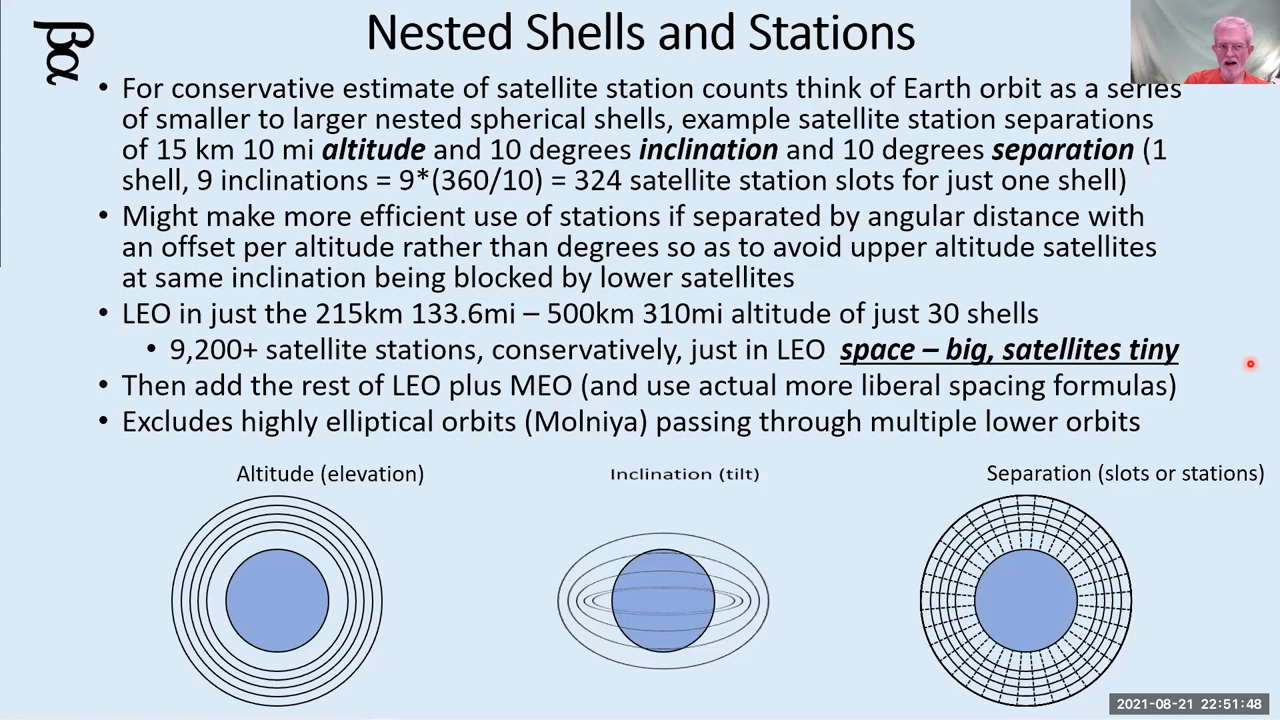 βα
Nested Shells and Stations
• For conservative estimate of satellite station counts think of Earth orbit as a series
of smaller to larger nested spherical shells, example satellite station separations
of 15 km 10 mi altitude and 10 degrees inclination and 10 degrees separation (1
shell, 9 inclinations = 9*(360/10) = 324 satellite station slots for just one shell)
• Might make more efficient use of stations if separated by angular distance with
an offset per altitude rather than degrees so as to avoid upper altitude satellites
at same inclination being blocked by lower satellites
• LEO in just the 215km 133.6mi – 500km 310mi altitude of just 30 shells
• 9,200+ satellite stations, conservatively, just in LEO space – big, satellites tiny
• Then add the rest of LEO plus MEO (and use actual more liberal spacing formulas)
• Excludes highly elliptical orbits (Molniya) passing through multiple lower orbits
Altitude (elevation)
Inclination (tilt)
Separation (slots or stations)
2021-08-21 22:51:48